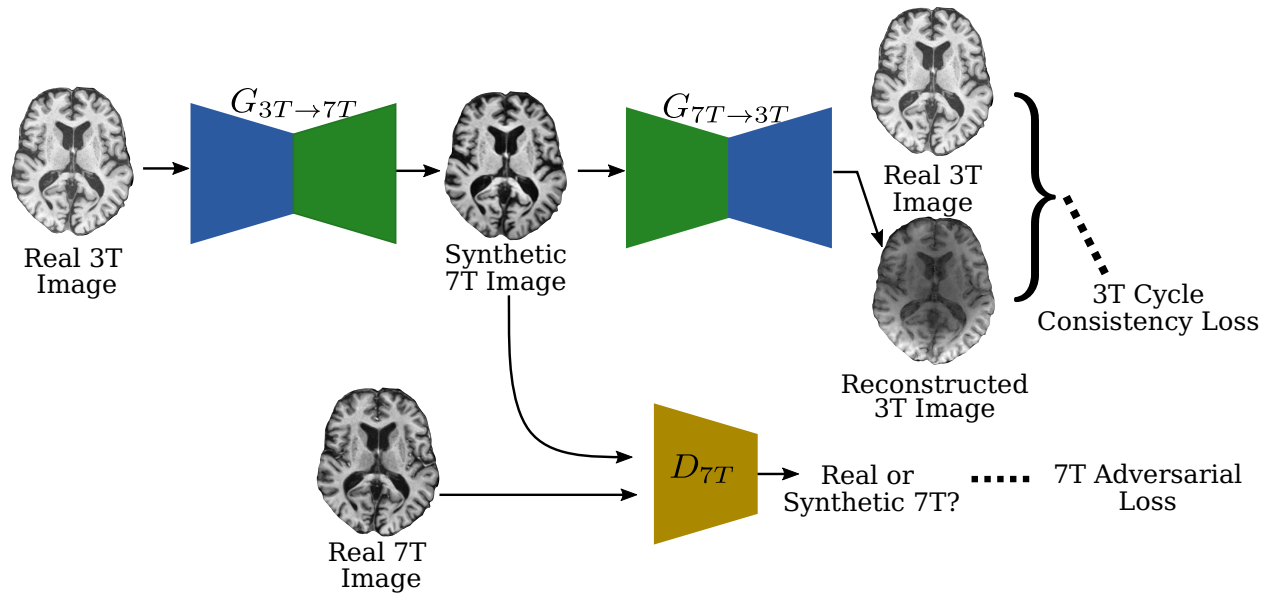 G3T→7T
G7T→3T
Real 3T
Image
Synthetic
7T Image
Real 3T
Image
Reconstructed
3T Image
3T Cycle
Consistency Loss
Real 7T
Image
D7T
Real or
Synthetic 7T?
7T Adversarial
Loss